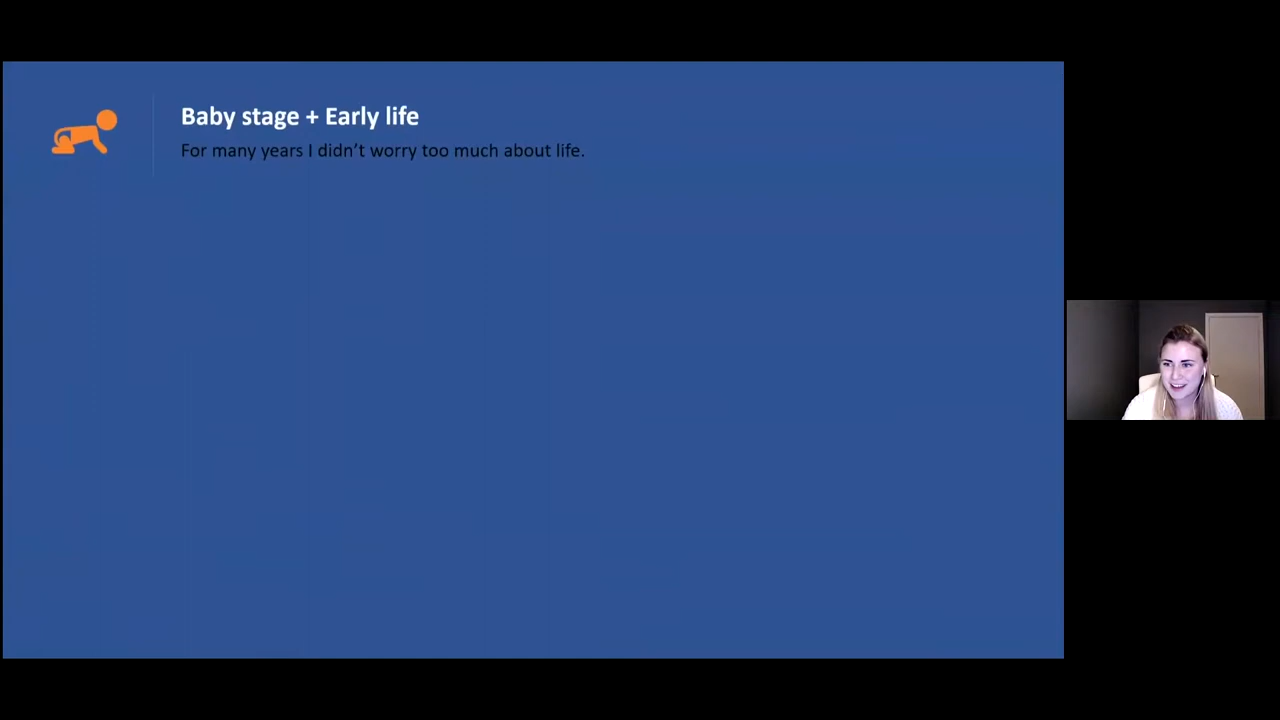 Baby stage + Early life
For many years I didn’t worry too much about life.